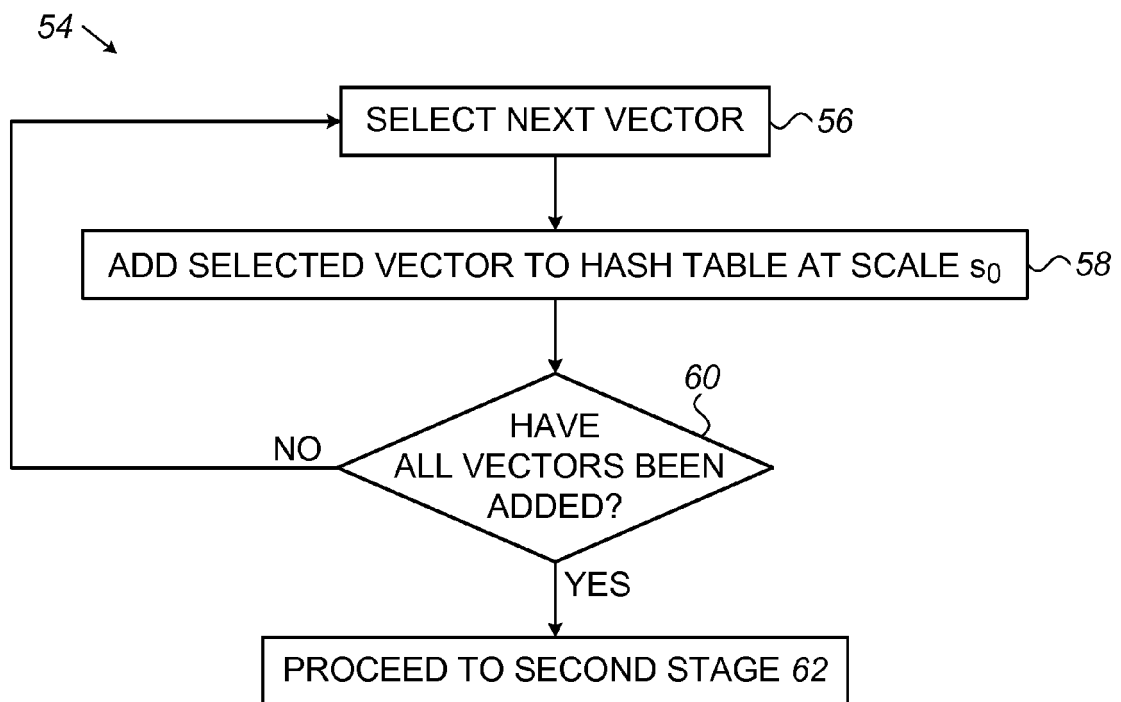 54
SELECT NEXT VECTOR
56
ADD SELECTED VECTOR TO HASH TABLE AT SCALE s0
58
60
HAVE
ALL VECTORS BEEN
ADDED?
NO
YES
PROCEED TO SECOND STAGE 62